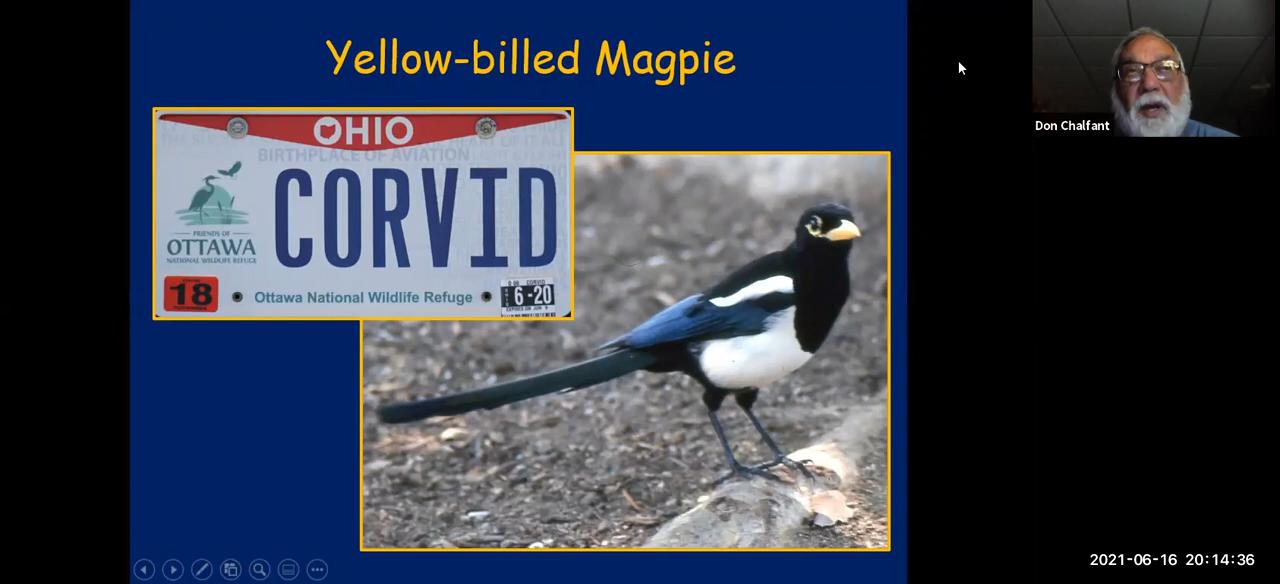 Yellow-billed Magpie
OHIO
BIRTHPLACE OF AVIATION
CORVID
FRIENDS OF
OTTAWA
NATIONAL WILDLIFE REFUGE
18
Ottawa National Wildlife Refuge
6-20
Don Chalfant
2021-06-16 20:14:36